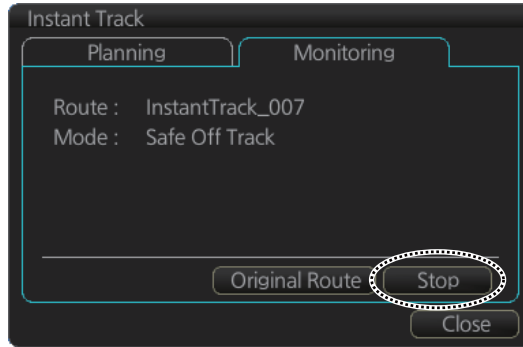 Instant Track
Planning Monitoring
Route : InstantTrack_007
Mode : Safe Off Track
Original Route Stop
Close